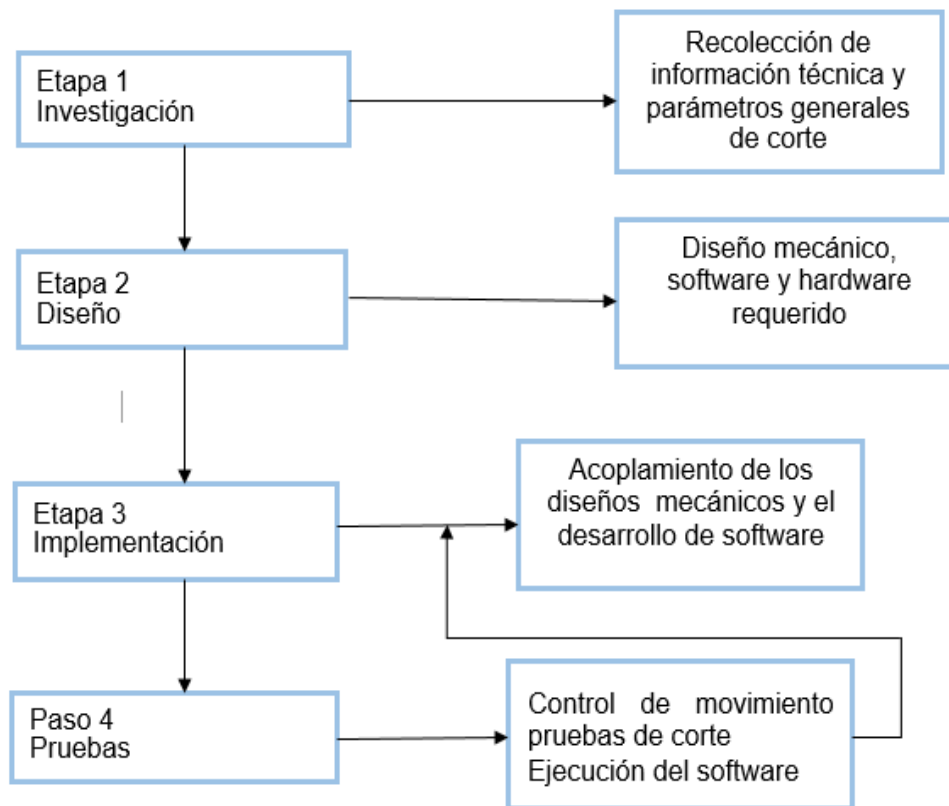 Etapa 1
Investigación
Recolección de
información técnica y
parámetros generales
de corte
Etapa 2
Diseño
Diseño mecánico,
software y hardware
requerido
Etapa 3
Implementación
Acoplamiento de los
diseños mecánicos y el
desarrollo de software
Paso 4
Pruebas
Control de movimiento
pruebas de corte
Ejecución del software